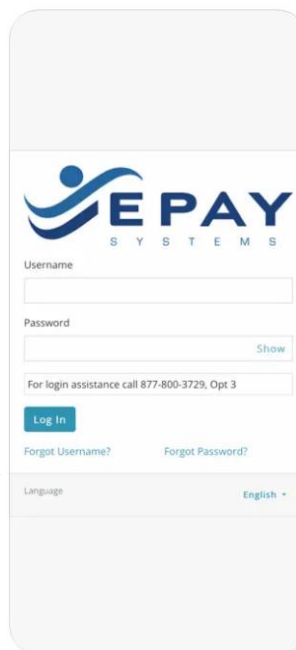 EPAY
SYSTEMS
Username
Password
Show
For login assistance call 877-800-3729, Opt 3
Log In
Forgot Username? Forgot Password?
Language English